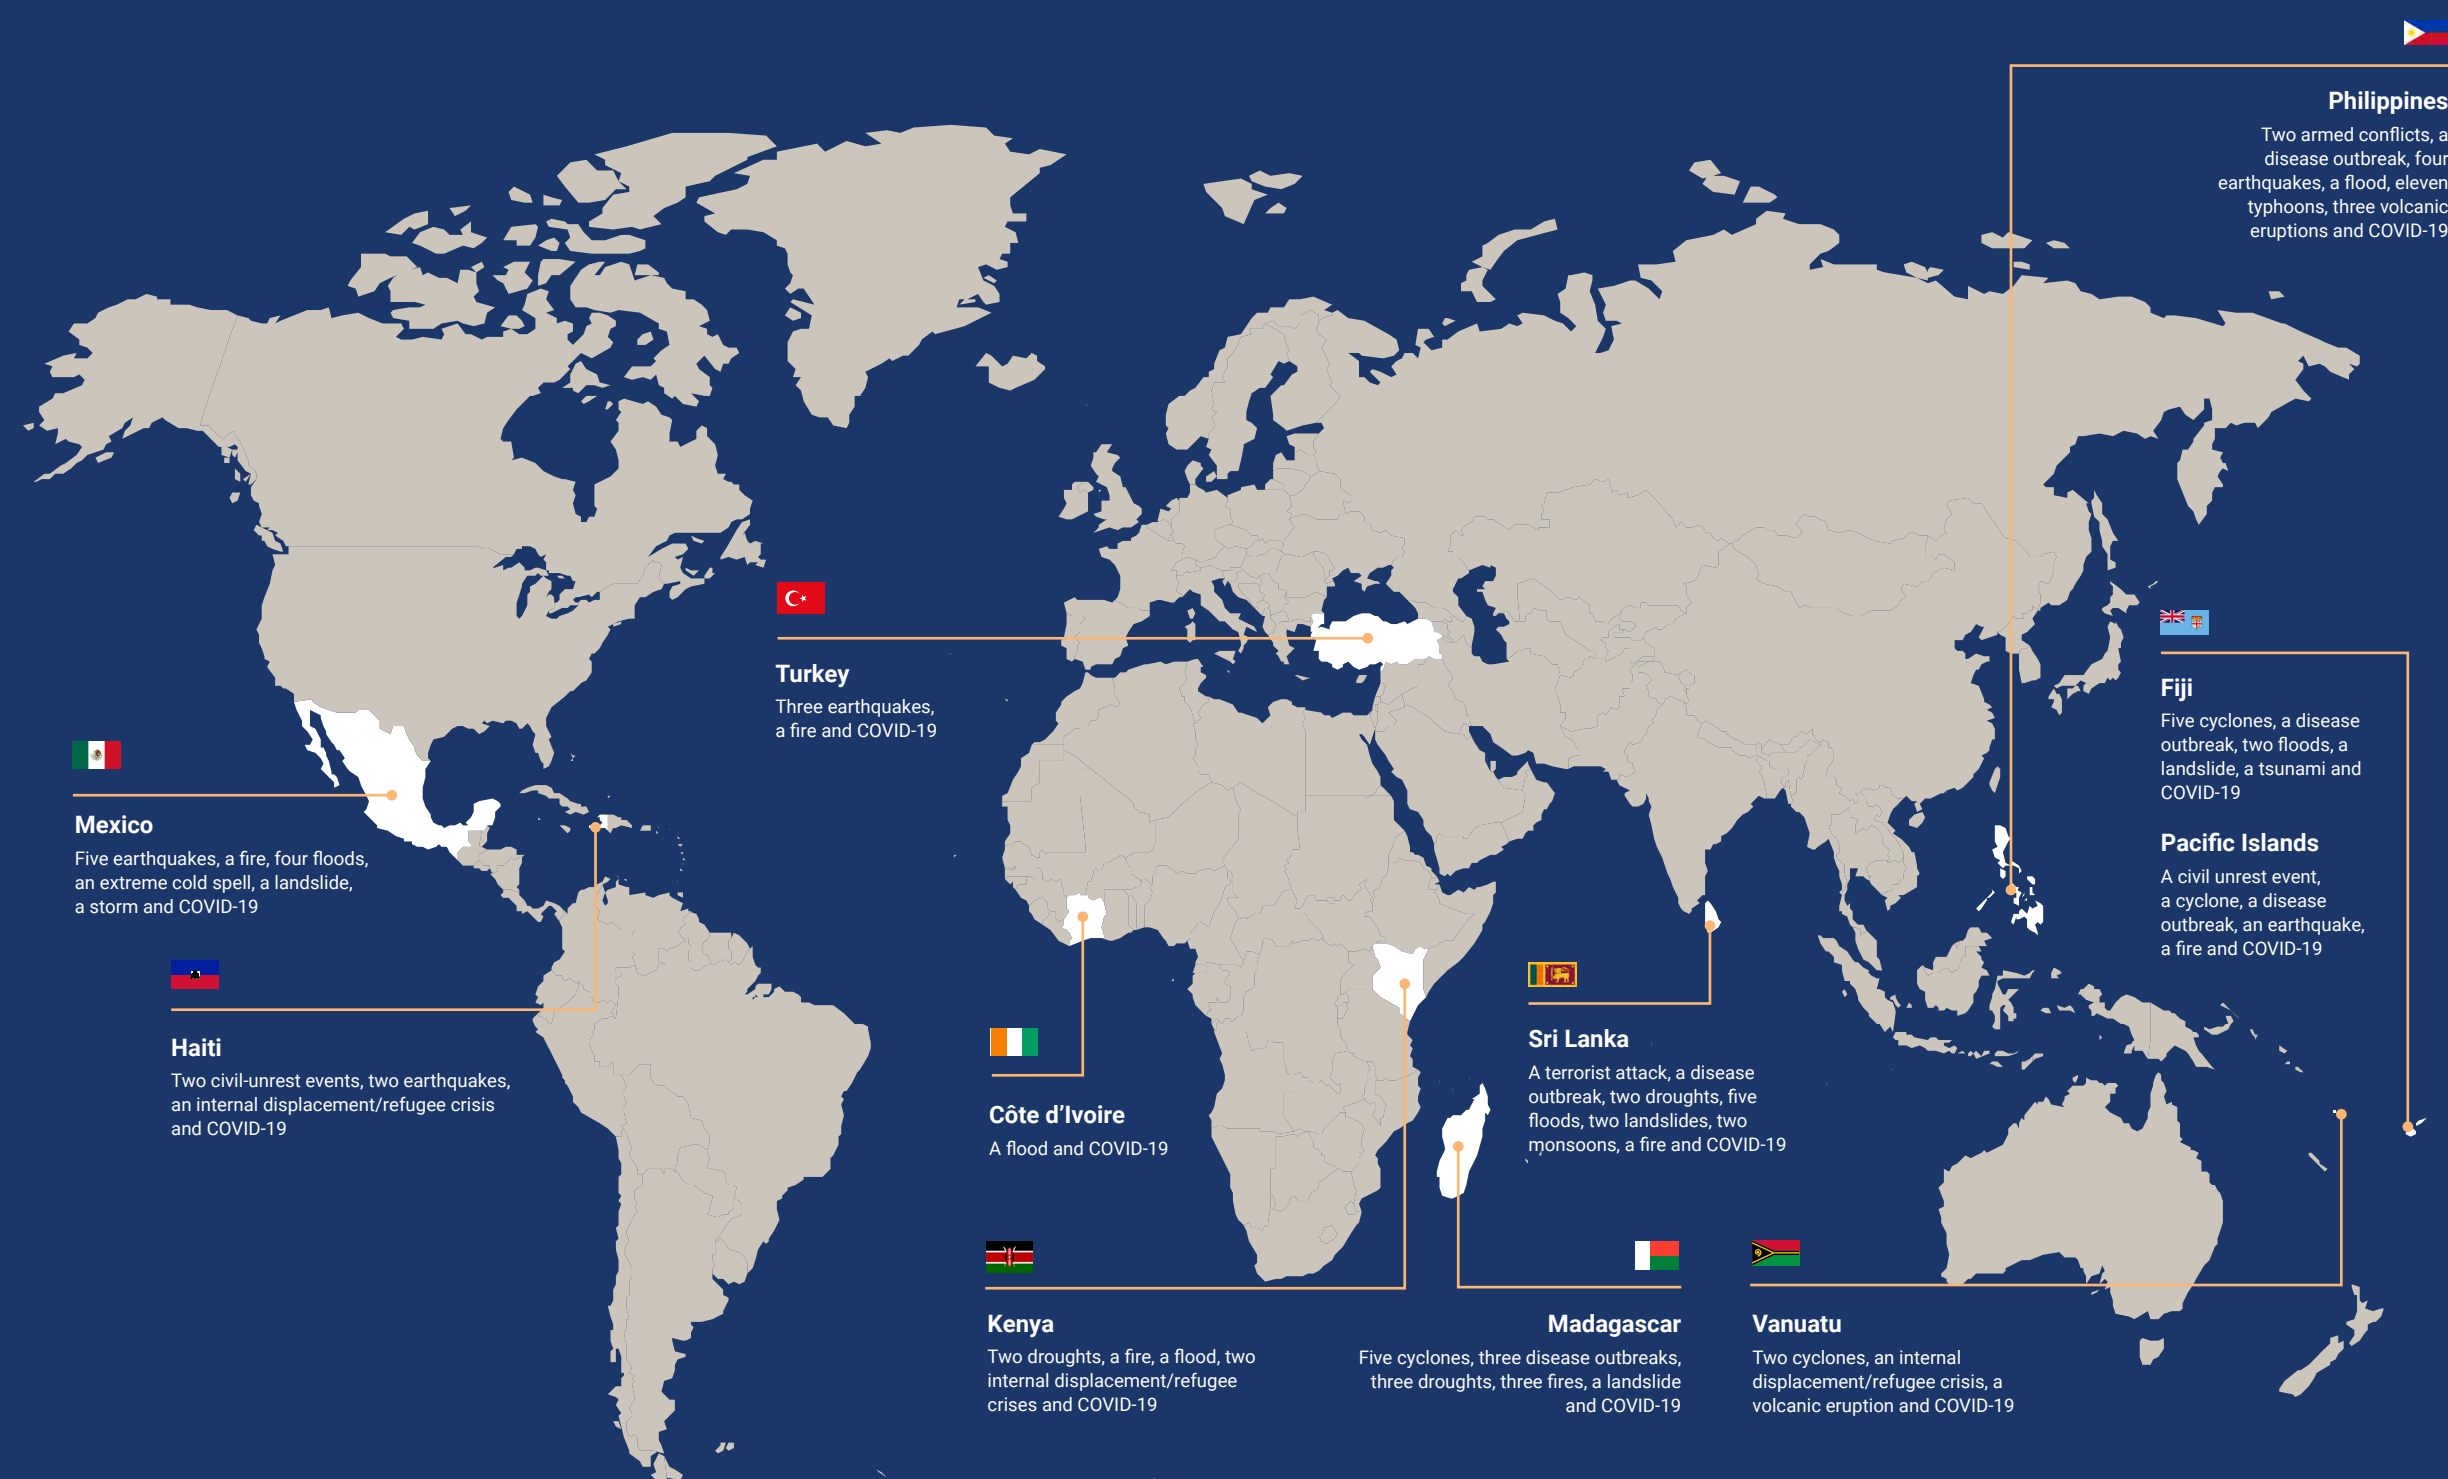 Philippines
Two armed conflicts, a
disease outbreak, four
earthquakes, a flood, eleven
typhoons, three volcanic
eruptions and COVID-19
Turkey
Three earthquakes,
a fire and COVID-19
Fiji
Five cyclones, a disease
outbreak, two floods, a
landslide, a tsunami and
COVID-19
Mexico
Five earthquakes, a fire, four floods,
an extreme cold spell, a landslide,
a storm and COVID-19
Pacific Islands
A civil unrest event,
a cyclone, a disease
outbreak, an earthquake,
a fire and COVID-19
Haiti
Two civil-unrest events, two earthquakes,
an internal displacement/refugee crisis
and COVID-19
Côte d’Ivoire
A flood and COVID-19
Sri Lanka
A terrorist attack, a disease
outbreak, two droughts, five
floods, two landslides, two
monsoons, a fire and COVID-19
Kenya
Two droughts, a fire, a flood, two
internal displacement/refugee
crises and COVID-19
Madagascar
Five cyclones, three disease outbreaks,
three droughts, three fires, a landslide
and COVID-19
Vanuatu
Two cyclones, an internal
displacement/refugee crisis, a
volcanic eruption and COVID-19